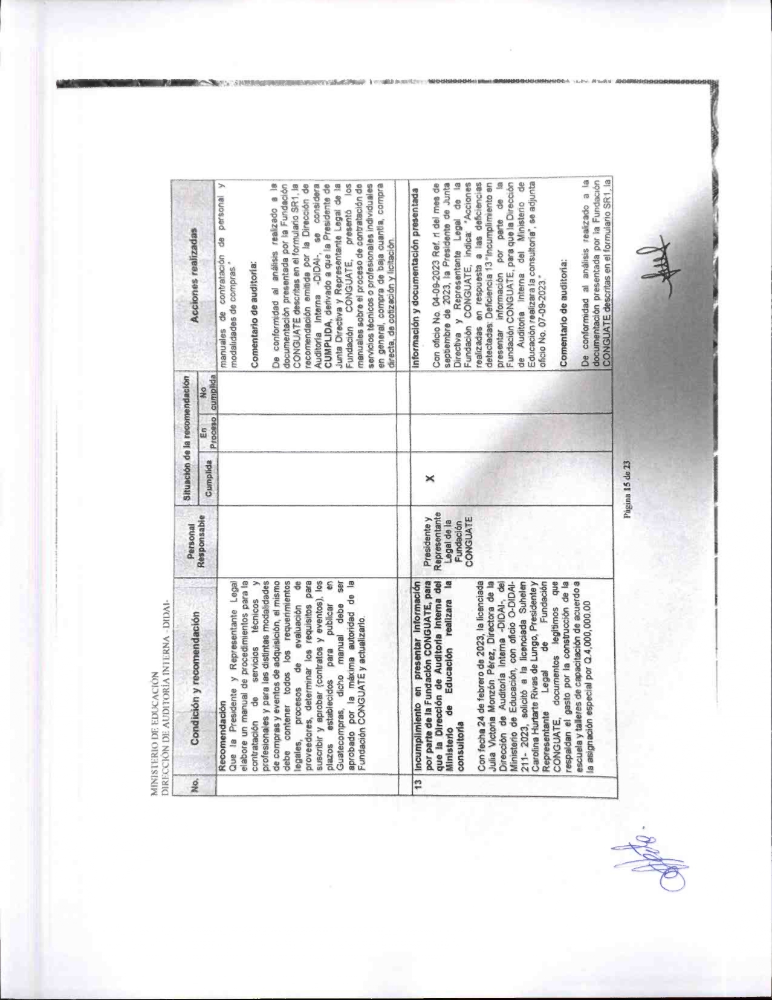 MINISTERIO DE EDUCACIÓN
DIRECCIÓN DE AUDITORÍA INTERNA - DIDAI-
No.
Condición y recomendación
Personal
Responsable
Situación de la recomendación
Cumplida
En
Proceso
No
cumplida
Acciones realizadas
Recomendación
Que la Presidente y Representante Legal
elabore un manual de procedimientos para la
contratación de servicios técnicos y
profesionales y para las distintas modalidades
de compras y eventos de adquisición, el mismo
debe contener todos los requerimientos
legales, procesos de evaluación de
proveedores, determinar los requisitos para
suscribir y aprobar (contratos y eventos), los
plazos establecidos para publicar en
Guatecompras, dicho manual debe ser
aprobado por la máxima autoridad de la
Fundación CONGUATE y actualizarlo.
manuales de contratación de personal y
modalidades de compras."
Comentario de auditoría:
De conformidad al análisis realizado a la
documentación presentada por la Fundación
CONGUATE descritas en el formulario SR1, la
recomendación emitida por la Dirección de
Auditoría Interna -DIDAI-, se considera
CUMPLIDA, derivado a que la Presidente de
Junta Directiva y Representante Legal de la
Fundación CONGUATE, presentó los
manuales sobre el proceso de contratación de
servicios técnicos o profesionales individuales
en general, compra de baja cuantía, compra
directa, de cotización y licitación.
13
Incumplimiento en presentar Información
por parte de la Fundación CONGUATE, para
que la Dirección de Auditoría Interna del
Ministerio de Educación realizara la
consultoría
Con fecha 24 de febrero de 2023, la licenciada
Julia Victoria Monzón Pérez, Directora de la
Dirección de Auditoría Interna -DIDAI-, del
Ministerio de Educación, con oficio O-DIDAI-
211- 2023, solicitó a la licenciada Suhelen
Carolina Hurtarte Rivas de Lungo, Presidente y
Representante Legal de Fundación
CONGUATE, documentos legítimos que
respaldan el gasto por la construcción de la
escuela y talleres de capacitación de acuerdo a
la asignación especial por Q.4,000,000.00
Presidente y
Representante
Legal de la
Fundación
CONGUATE
X
Información y documentación presentada
Con oficio No. 04-09-2023 Ref. rl del mes de
septiembre de 2023, la Presidente de Junta
Directiva y Representante Legal de la
Fundación CONGUATE, indica: "Acciones
realizadas en respuesta a las deficiencias
detectadas: Deficiencia 13 "Incumplimiento en
presentar información por parte de la
Fundación CONGUATE, para que la Dirección
de Auditoría Interna del Ministerio de
Educación realizara la consultoría", se adjunta
oficio No. 07-09-2023."
Comentario de auditoría:
De conformidad al análisis realizado a la
documentación presentada por la Fundación
CONGUATE descritas en el formulario SR1, la
Página 15 de 23